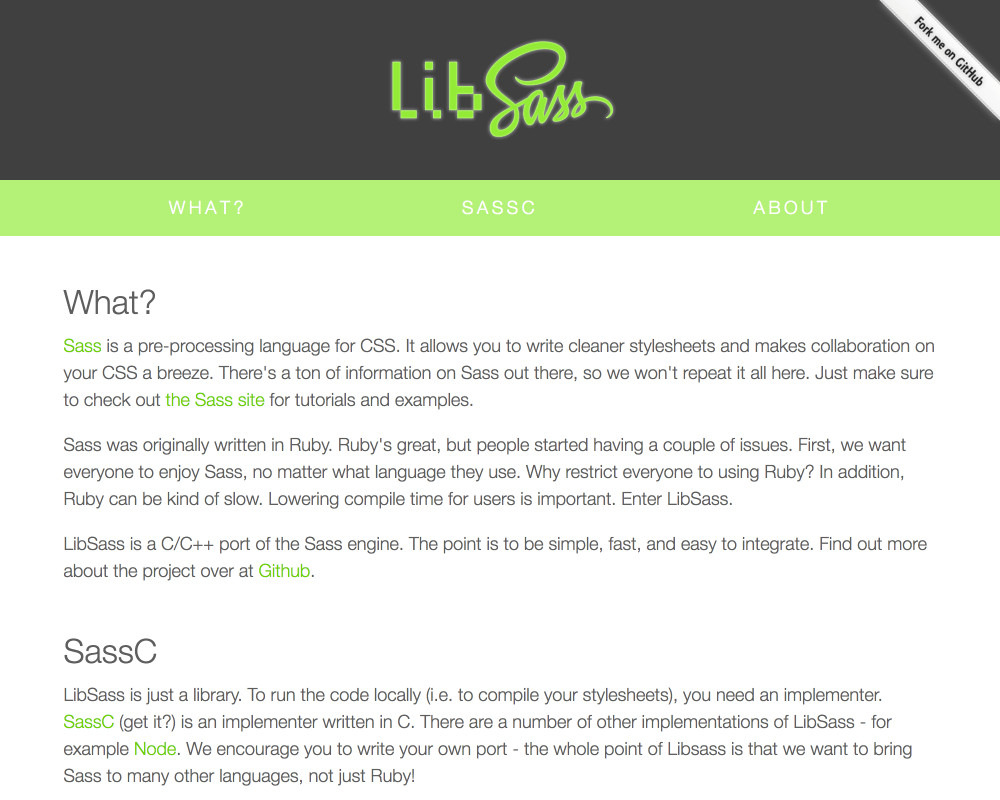 LibSass
Fork me on GitHub
WHAT?
SASSC
ABOUT
What?
Sass is a pre-processing language for CSS. It allows you to write cleaner stylesheets and makes collaboration on
your CSS a breeze. There's a ton of information on Sass out there, so we won't repeat it all here. Just make sure
to check out the Sass site for tutorials and examples.
Sass was originally written in Ruby. Ruby's great, but people started having a couple of issues. First, we want
everyone to enjoy Sass, no matter what language they use. Why restrict everyone to using Ruby? In addition,
Ruby can be kind of slow. Lowering compile time for users is important. Enter LibSass.
LibSass is a C/C++ port of the Sass engine. The point is to be simple, fast, and easy to integrate. Find out more
about the project over at Github.
SassC
LibSass is just a library. To run the code locally (i.e. to compile your stylesheets), you need an implementer.
SassC (get it?) is an implementer written in C. There are a number of other implementations of LibSass - for
example Node. We encourage you to write your own port - the whole point of Libsass is that we want to bring
Sass to many other languages, not just Ruby!